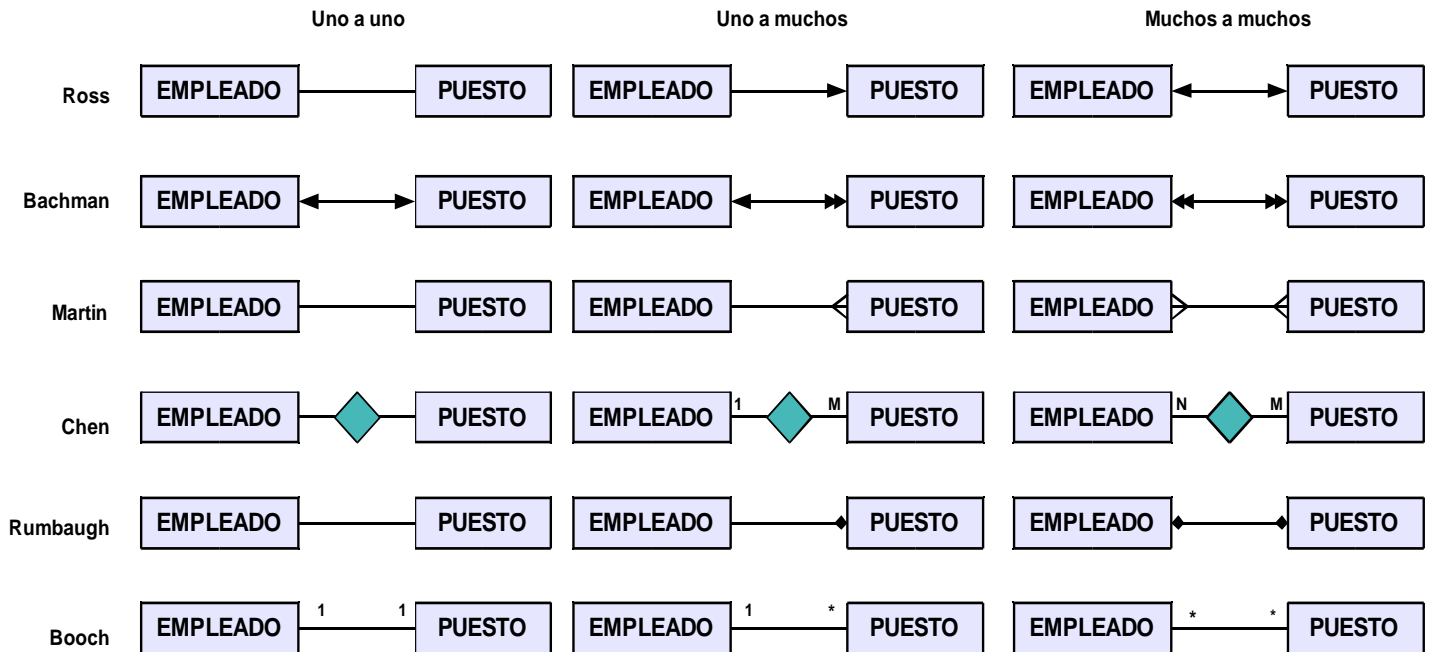 Uno a uno Uno a muchos Muchos a muchos
Ross EMPLEADO PUESTO EMPLEADO PUESTO EMPLEADO PUESTO
Bachman EMPLEADO PUESTO EMPLEADO PUESTO EMPLEADO PUESTO
Martin EMPLEADO PUESTO EMPLEADO PUESTO EMPLEADO PUESTO
Chen EMPLEADO PUESTO EMPLEADO 1 M PUESTO EMPLEADO N M PUESTO
Rumbaugh EMPLEADO PUESTO EMPLEADO PUESTO EMPLEADO PUESTO
Booch EMPLEADO 1 1 PUESTO EMPLEADO 1 * PUESTO EMPLEADO * * PUESTO